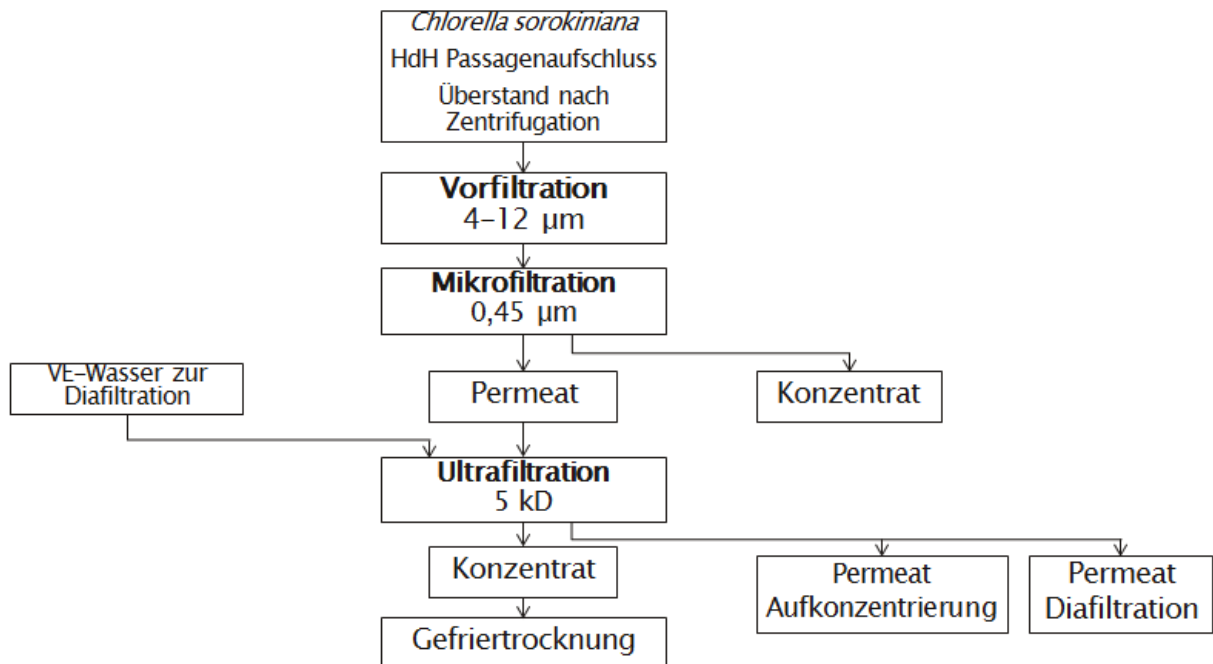 Chlorella sorokiniana
HdH Passagenaufschluss
Überstand nach
Zentrifugation
Vorfiltration
4–12 µm
Mikrofiltration
0,45 µm
VE–Wasser zur
Diafiltration
Permeat
Konzentrat
Ultrafiltration
5 kD
Konzentrat
Permeat
Aufkonzentrierung
Permeat
Diafiltration
Gefriertrocknung